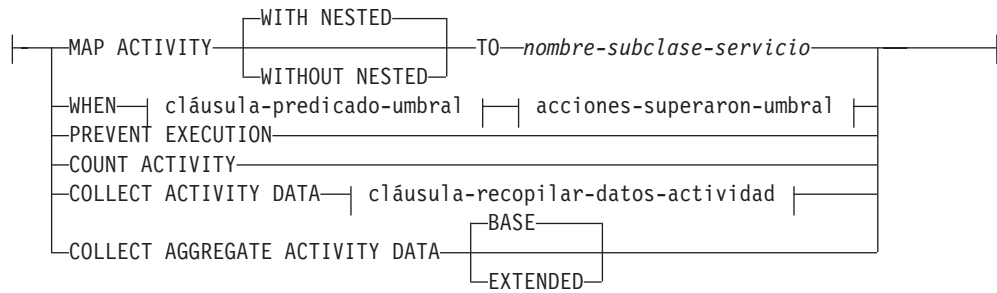 WITH NESTED
MAP ACTIVITY TO nombre-subclase-servicio
WITHOUT NESTED
WHEN cláusula-predicado-umbral acciones-superaron-umbral
PREVENT EXECUTION
COUNT ACTIVITY
COLLECT ACTIVITY DATA cláusula-recopilar-datos-actividad
BASE
COLLECT AGGREGATE ACTIVITY DATA
EXTENDED